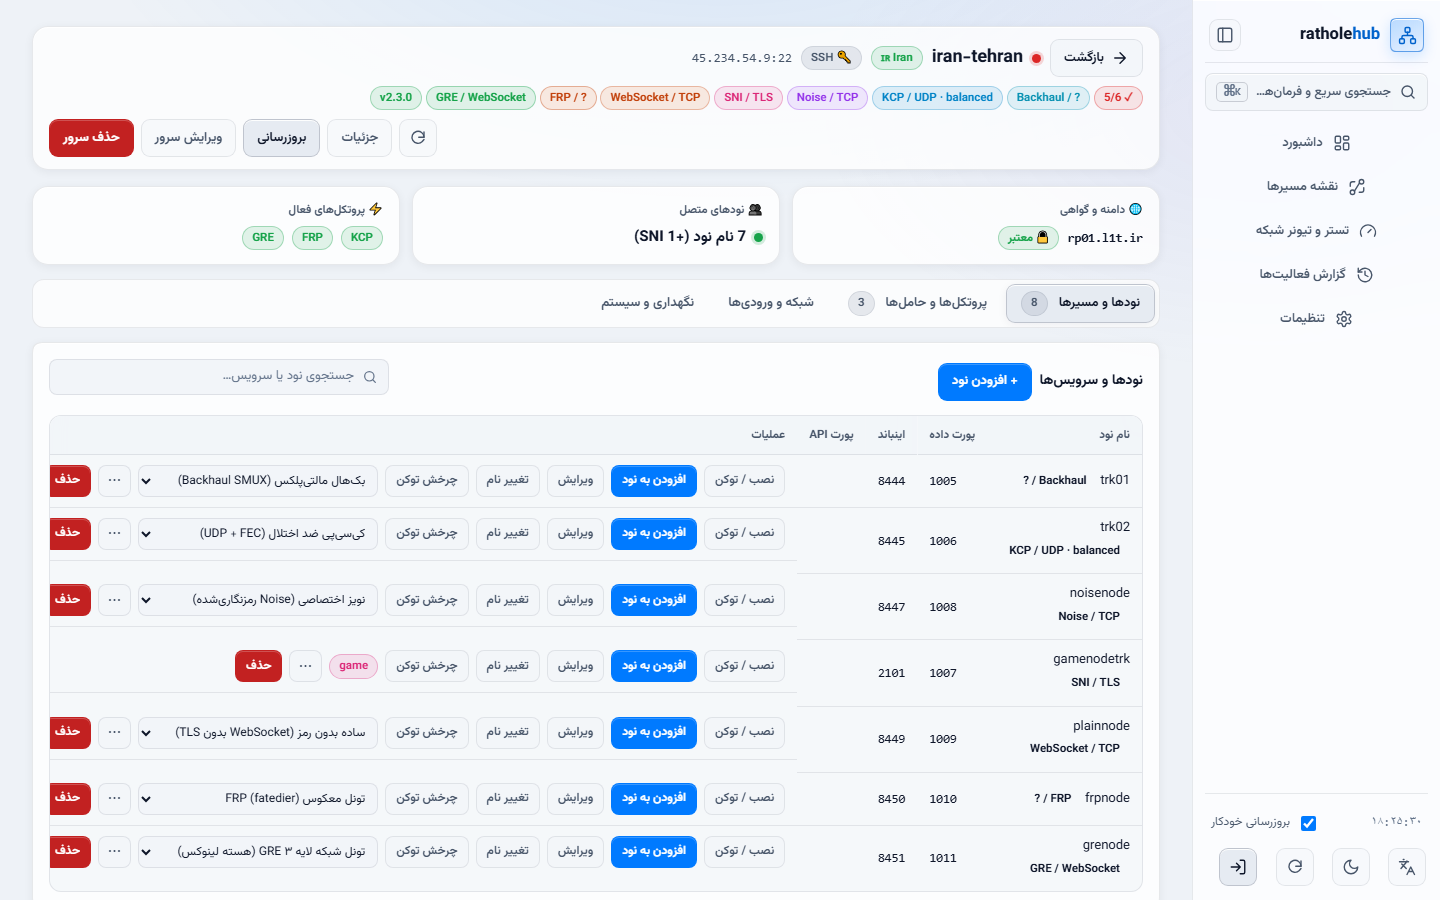 ratholehub
جستجوی سریع و فرمان‌ه... ⌘K
داشبورد
نقشه مسیرها
تستر و تیونر شبکه
گزارش فعالیت‌ها
تنظیمات
۱۸:۲۵:۳۰ بروزرسانی خودکار
بازگشت iran-tehran IR Iran SSH 45.234.54.9:22
5/6 ✓ Backhaul / ? KCP / UDP · balanced Noise / TCP SNI / TLS WebSocket / TCP FRP / ? GRE / WebSocket v2.3.0
جزئیات بروزرسانی ویرایش سرور حذف سرور
دامنه و گواهی
rp01.l1t.ir معتبر
نودهای متصل
7 نام نود (+1 SNI)
پروتکل‌های فعال
KCP FRP GRE
نودها و مسیرها 8 پروتکل‌ها و حامل‌ها 3 شبکه و ورودی‌ها نگهداری و سیستم
نودها و سرویس‌ها + افزودن نود جستجوی نود یا سرویس...
نام نود پورت داده اینباند پورت API عملیات
trk01 Backhaul / ? 1005 8444 نصب / توکن افزودن به نود ویرایش تغییر نام چرخش توکن بک‌هال مالتی‌پلکس (Backhaul SMUX) ... حذف
trk02 KCP / UDP · balanced 1006 8445 نصب / توکن افزودن به نود ویرایش تغییر نام چرخش توکن کی‌سی‌پی ضد اختلال (UDP + FEC) ... حذف
noisenode Noise / TCP 1008 8447 نصب / توکن افزودن به نود ویرایش تغییر نام چرخش توکن نویز اختصاصی (Noise رمزنگاری‌شده) ... حذف
gamenodetrk SNI / TLS 1007 2101 نصب / توکن افزودن به نود ویرایش تغییر نام چرخش توکن game ... حذف
plainnode WebSocket / TCP 1009 8449 نصب / توکن افزودن به نود ویرایش تغییر نام چرخش توکن ساده بدون رمز (WebSocket بدون TLS) ... حذف
frpnode FRP / ? 1010 8450 نصب / توکن افزودن به نود ویرایش تغییر نام چرخش توکن تونل معکوس FRP (fatedier) ... حذف
grenode GRE / WebSocket 1011 8451 نصب / توکن افزودن به نود ویرایش تغییر نام چرخش توکن تونل شبکه لایه ۳ GRE (هسته لینوکس) ... حذف